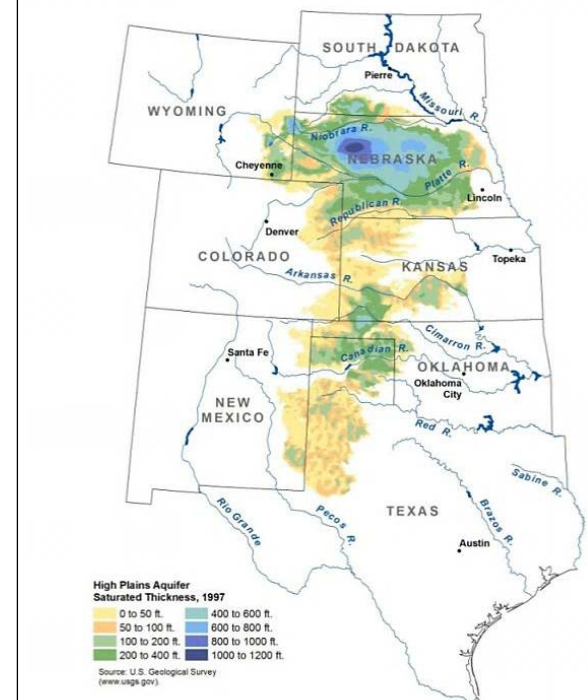 SOUTH DAKOTA
Pierre
Missouri R.
WYOMING
Niobrara R.
NEBRASKA
Cheyenne
Platte R.
Lincoln
Republican R.
Denver
COLORADO
KANSAS
Topeka
Arkansas R.
Cimarron R.
Santa Fe
Canadian R.
OKLAHOMA
Oklahoma
City
NEW
MEXICO
Red R.
Sabine R.
Rio Grande
Pecos R.
TEXAS
Brazos R.
Austin
High Plains Aquifer
Saturated Thickness, 1997
0 to 50 ft. 400 to 600 ft.
50 to 100 ft. 600 to 800 ft.
100 to 200 ft. 800 to 1000 ft.
200 to 400 ft. 1000 to 1200 ft.
Source: U.S. Geological Survey
(www.usgs.gov).